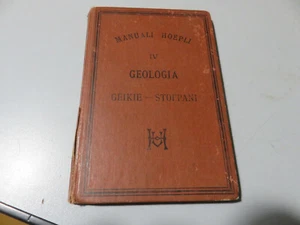 MANUALI HOEPLI
IV
GEOLOGIA
GEIKIE - STOPPANI